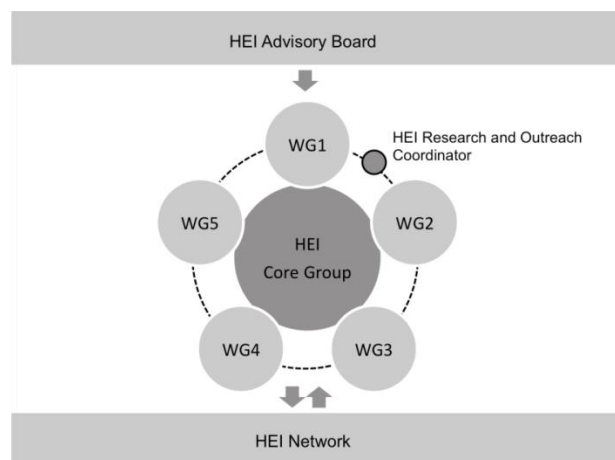 HEI Advisory Board
WG1
HEI Research and Outreach
Coordinator
WG5
WG2
HEI
Core Group
WG4
WG3
HEI Network